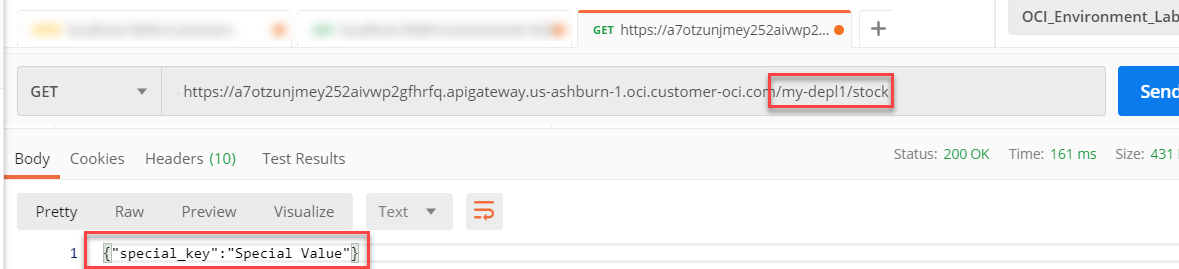 GET https://a7otzunjmey252aivwp2...
OCI_Environment_Lab
GET https://a7otzunjmey252aivwp2gfhrfq.apigateway.us-ashburn-1.oci.customer-oci.com/my-depl1/stock Send
Body Cookies Headers (10) Test Results Status: 200 OK Time: 161 ms Size: 431
Pretty Raw Preview Visualize Text
1 {"special_key":"Special Value"}